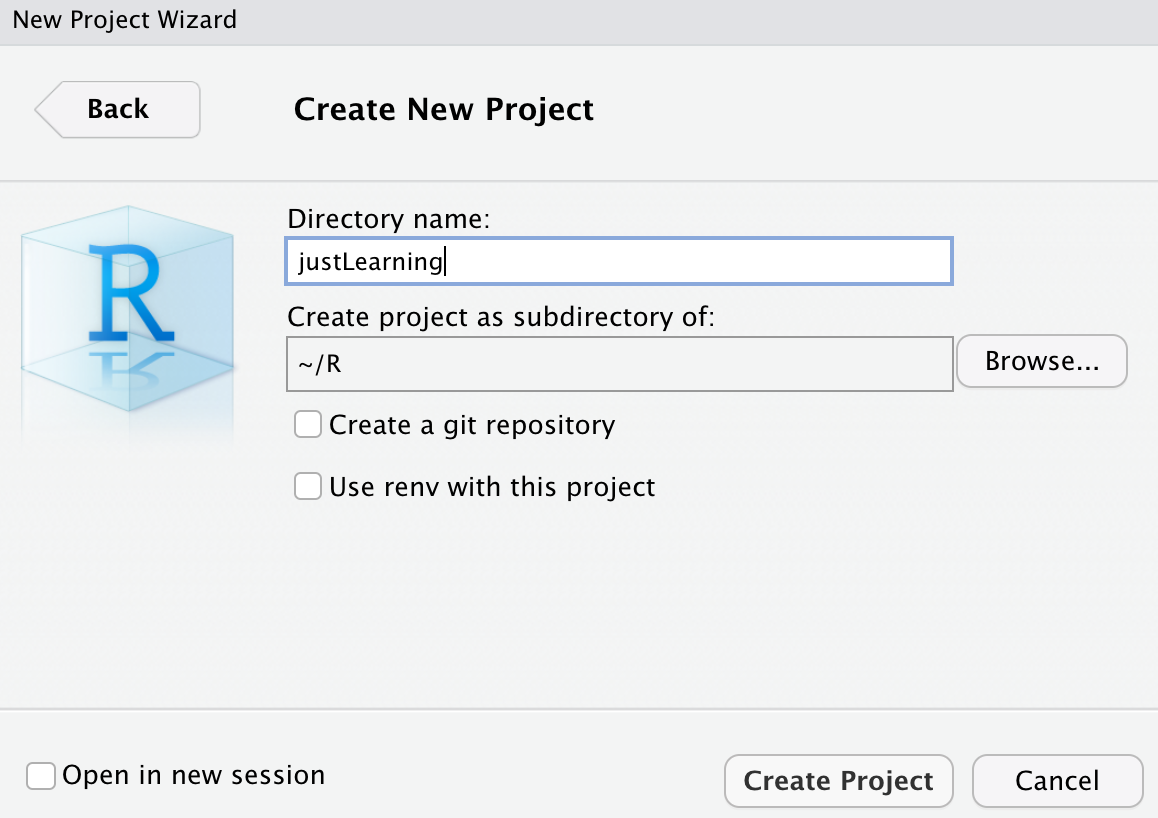 New Project Wizard
Back
Create New Project
R
Directory name:
justLearning
Create project as subdirectory of:
~/R
Browse...
Create a git repository
Use renv with this project
Open in new session
Create Project
Cancel